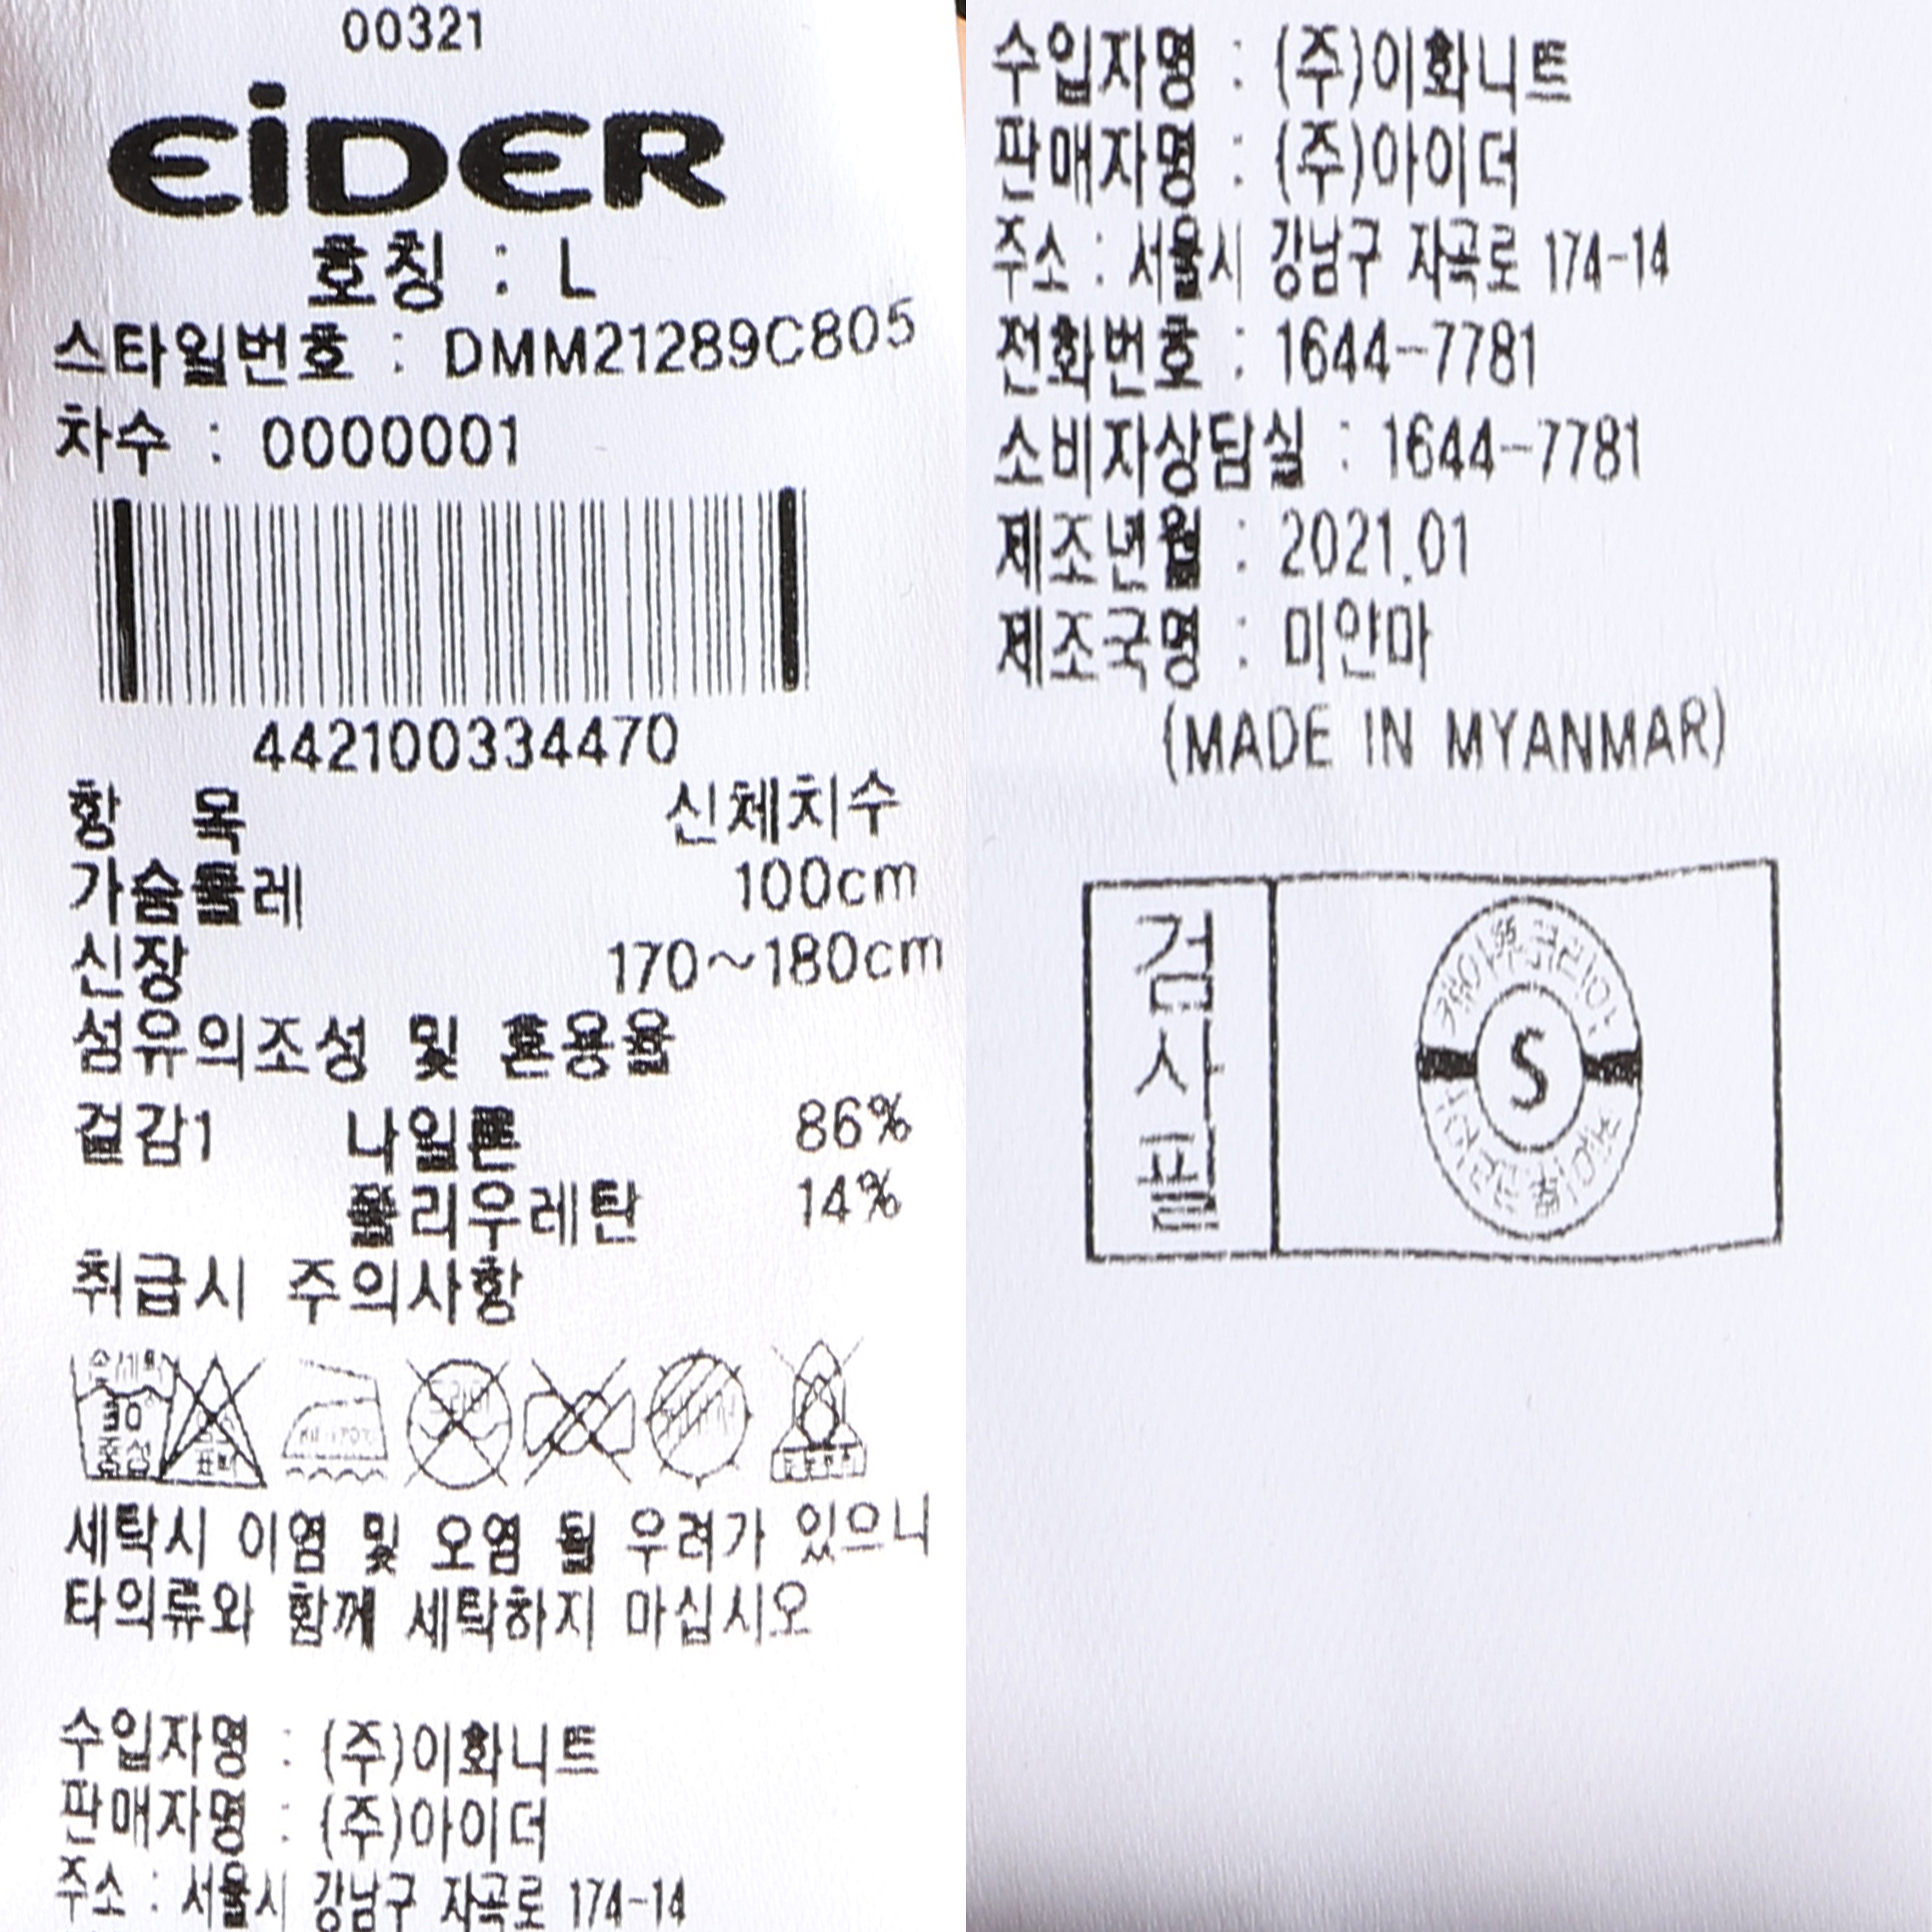 00321
EiDER
호칭 : L
스타일번호 : DMM21289C805
차수 : 0000001
442100334470
항 목 신체치수
가슴둘레 100cm
신장 170~180cm
섬유의조성 및 혼용율
겉감1 나일론 86%
폴리우레탄 14%
취급시 주의사항
30°
중성
세탁시 이염 및 오염 될 우려가 있으니
타의류와 함께 세탁하지 마십시오
수입자명 : (주)이화니트
판매자명 : (주)아이더
주소 : 서울시 강남구 자곡로 174-14
수입자명 : (주)이화니트
판매자명 : (주)아이더
주소 : 서울시 강남구 자곡로 174-14
전화번호 : 1644-7781
소비자상담실 : 1644-7781
제조년월 : 2021.01
제조국명 : 미얀마
(MADE IN MYANMAR)
검사필
S